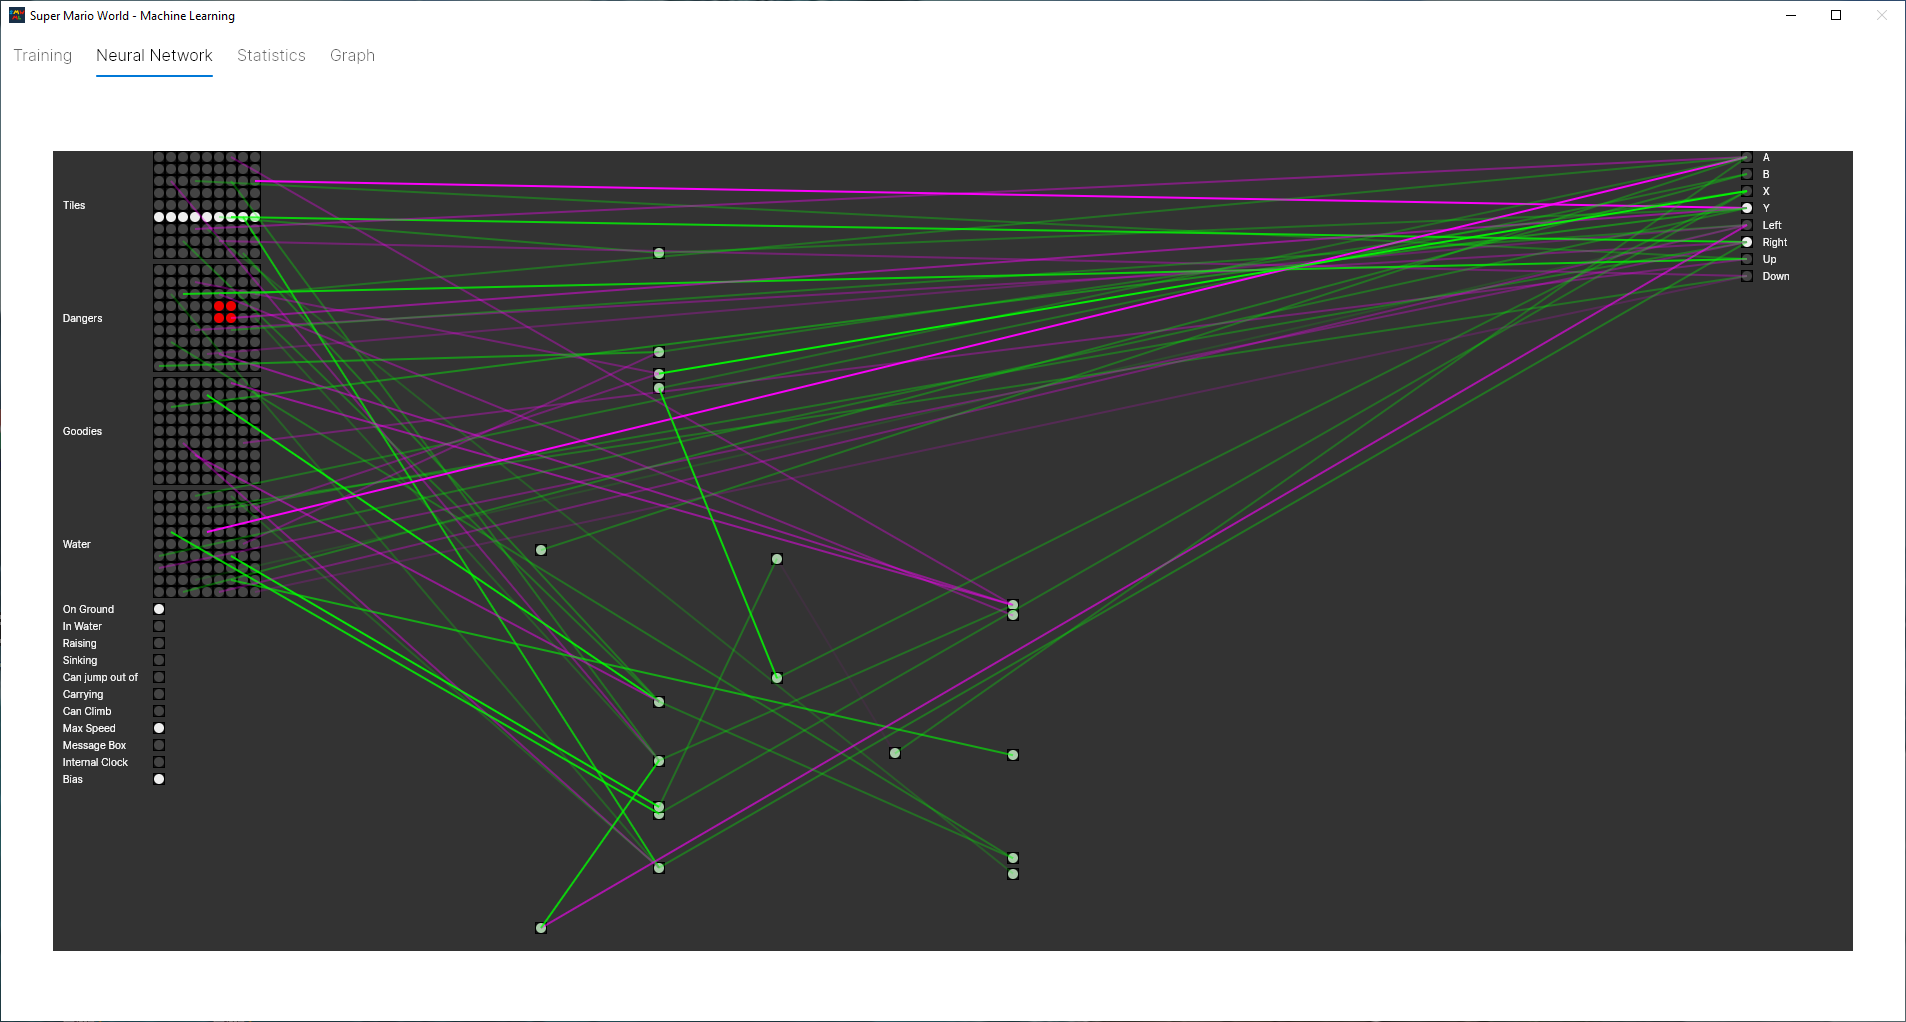 Super Mario World - Machine Learning
Training Neural Network Statistics Graph
Tiles
Dangers
Goodies
Water
On Ground
In Water
Raising
Sinking
Can jump out of
Carrying
Can Climb
Max Speed
Message Box
Internal Clock
Bias
A
B
X
Y
Left
Right
Up
Down